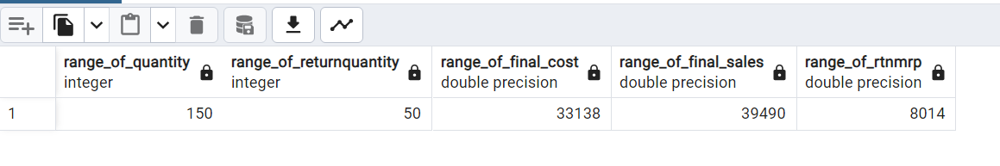 range_of_quantity range_of_returnquantity range_of_final_cost range_of_final_sales range_of_rtnmrp
integer integer double precision double precision double precision
1 150 50 33138 39490 8014